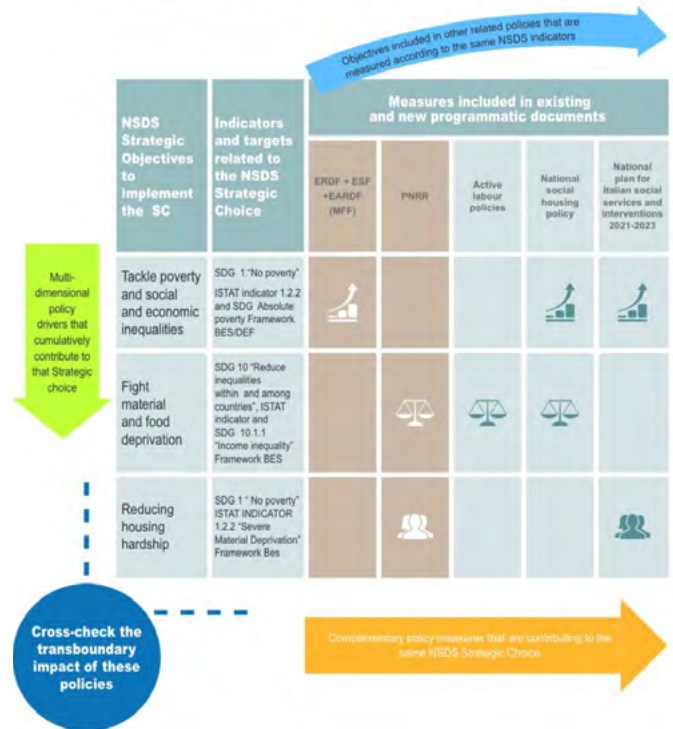 Objectives included in other related policies that are
measured according to the same NSDS indicators
NSDS
Strategic
Objectives
to
Implement
the SC
Indicators
and targets
related to
the NSDS
Strategic
Choice
Measures included in existing
and new programmatic documents
ERDF + ESF
+EARDF
(MFF)
PNRR
Active
labour
policies
National
social
housing
policy
National
plan for
Italian social
services and
interventions
2021-2023
Multi-
dimensional
policy
drivers that
cumulatively
contribute to
that Strategic
choice
Tackle poverty
and social
and economic
inequalities
SDG 1 "No poverty"
ISTAT indicator 1.2.2
and SDG Absolute
poverty Framework
BES/DEF
Fight
material
and food
deprivation
SDG 10 "Reduce
inequalities
within and among
countries", ISTAT
indicator and
SDG 10.1.1
"Income inequality"
Framework BES
Reducing
housing
hardship
SDG 1 " No poverty"
ISTAT INDICATOR
1.2.2 "Severe
Material Deprivation"
Framework Bes
Cross-check the
transboundary
impact of these
policies
Complementary policy measures that are contributing to the
same NSDS Strategic Choice